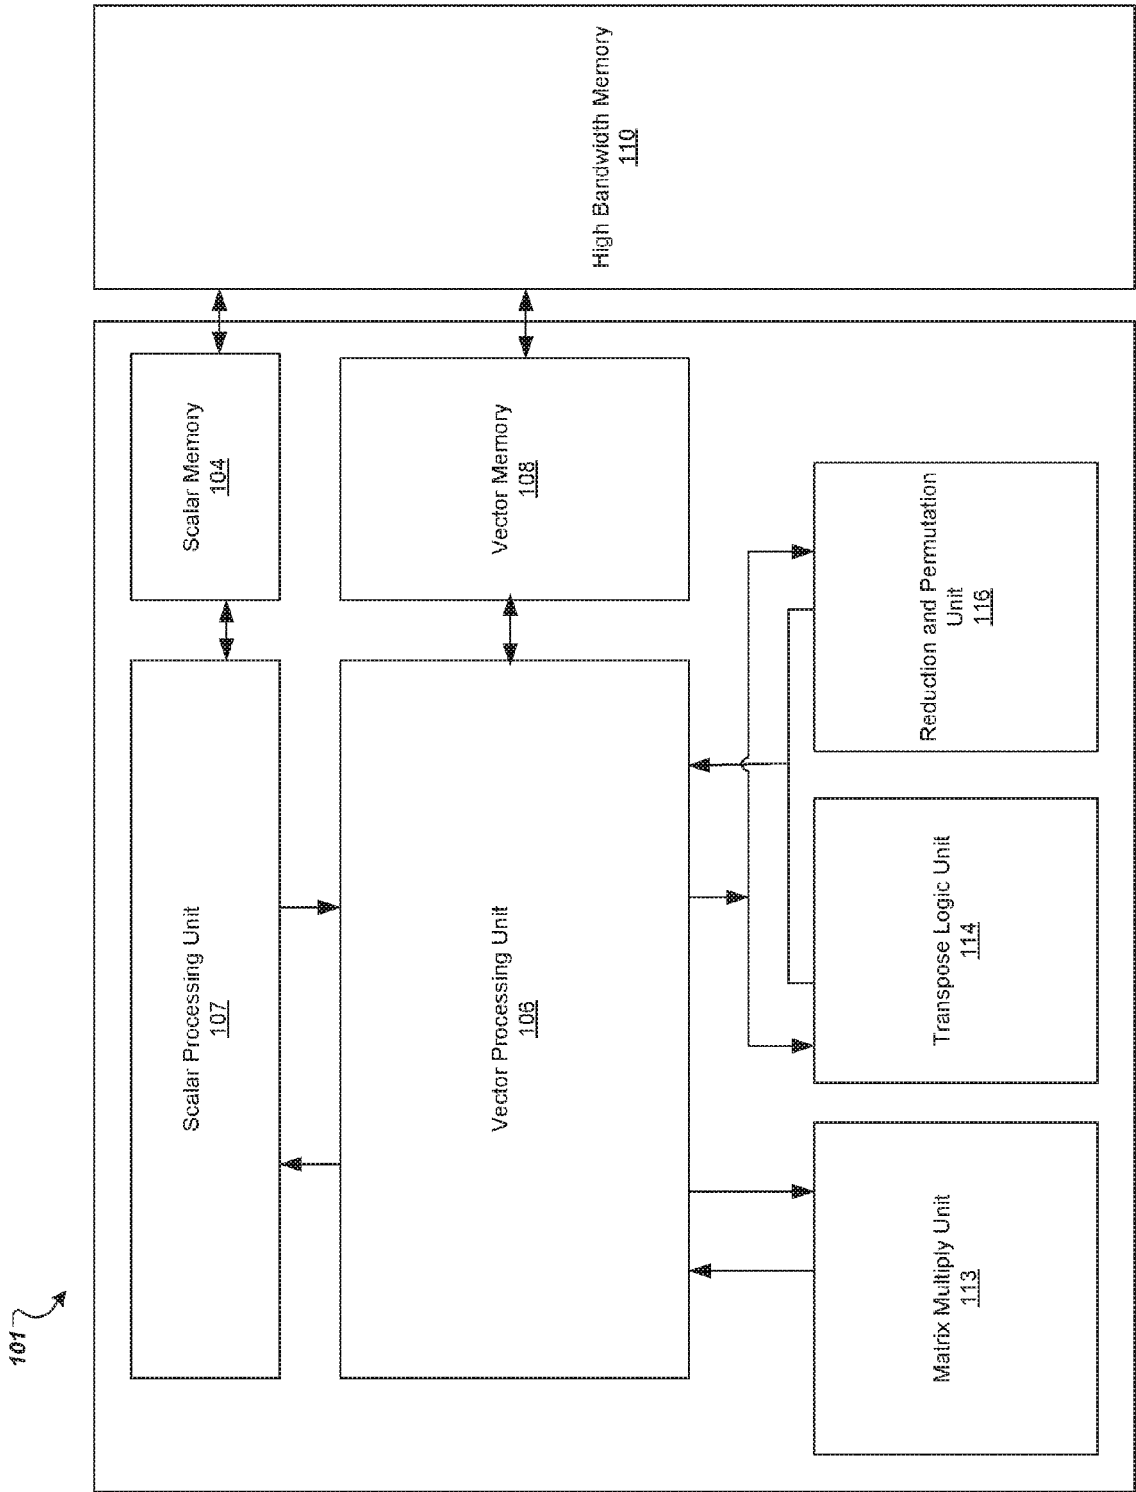 101
Scalar Processing Unit
107
Scalar Memory
104
Vector Processing Unit
106
Vector Memory
108
High Bandwidth Memory
110
Matrix Multiply Unit
113
Transpose Logic Unit
114
Reduction and Permutation
Unit
116